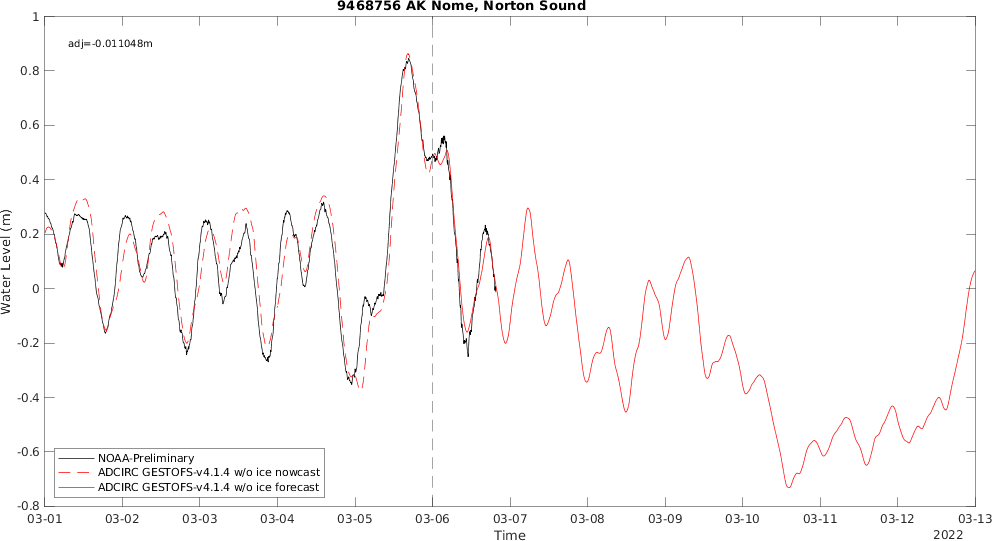 9468756 AK Nome, Norton Sound
adj=-0.011048m
1
0.8
0.6
0.4
0.2
0
-0.2
-0.4
-0.6
-0.8
Water Level (m)
NOAA-Preliminary
ADCIRC GESTOFS-v4.1.4 w/o ice nowcast
ADCIRC GESTOFS-v4.1.4 w/o ice forecast
03-01 03-02 03-03 03-04 03-05 03-06 03-07 03-08 03-09 03-10 03-11 03-12 03-13
Time
2022